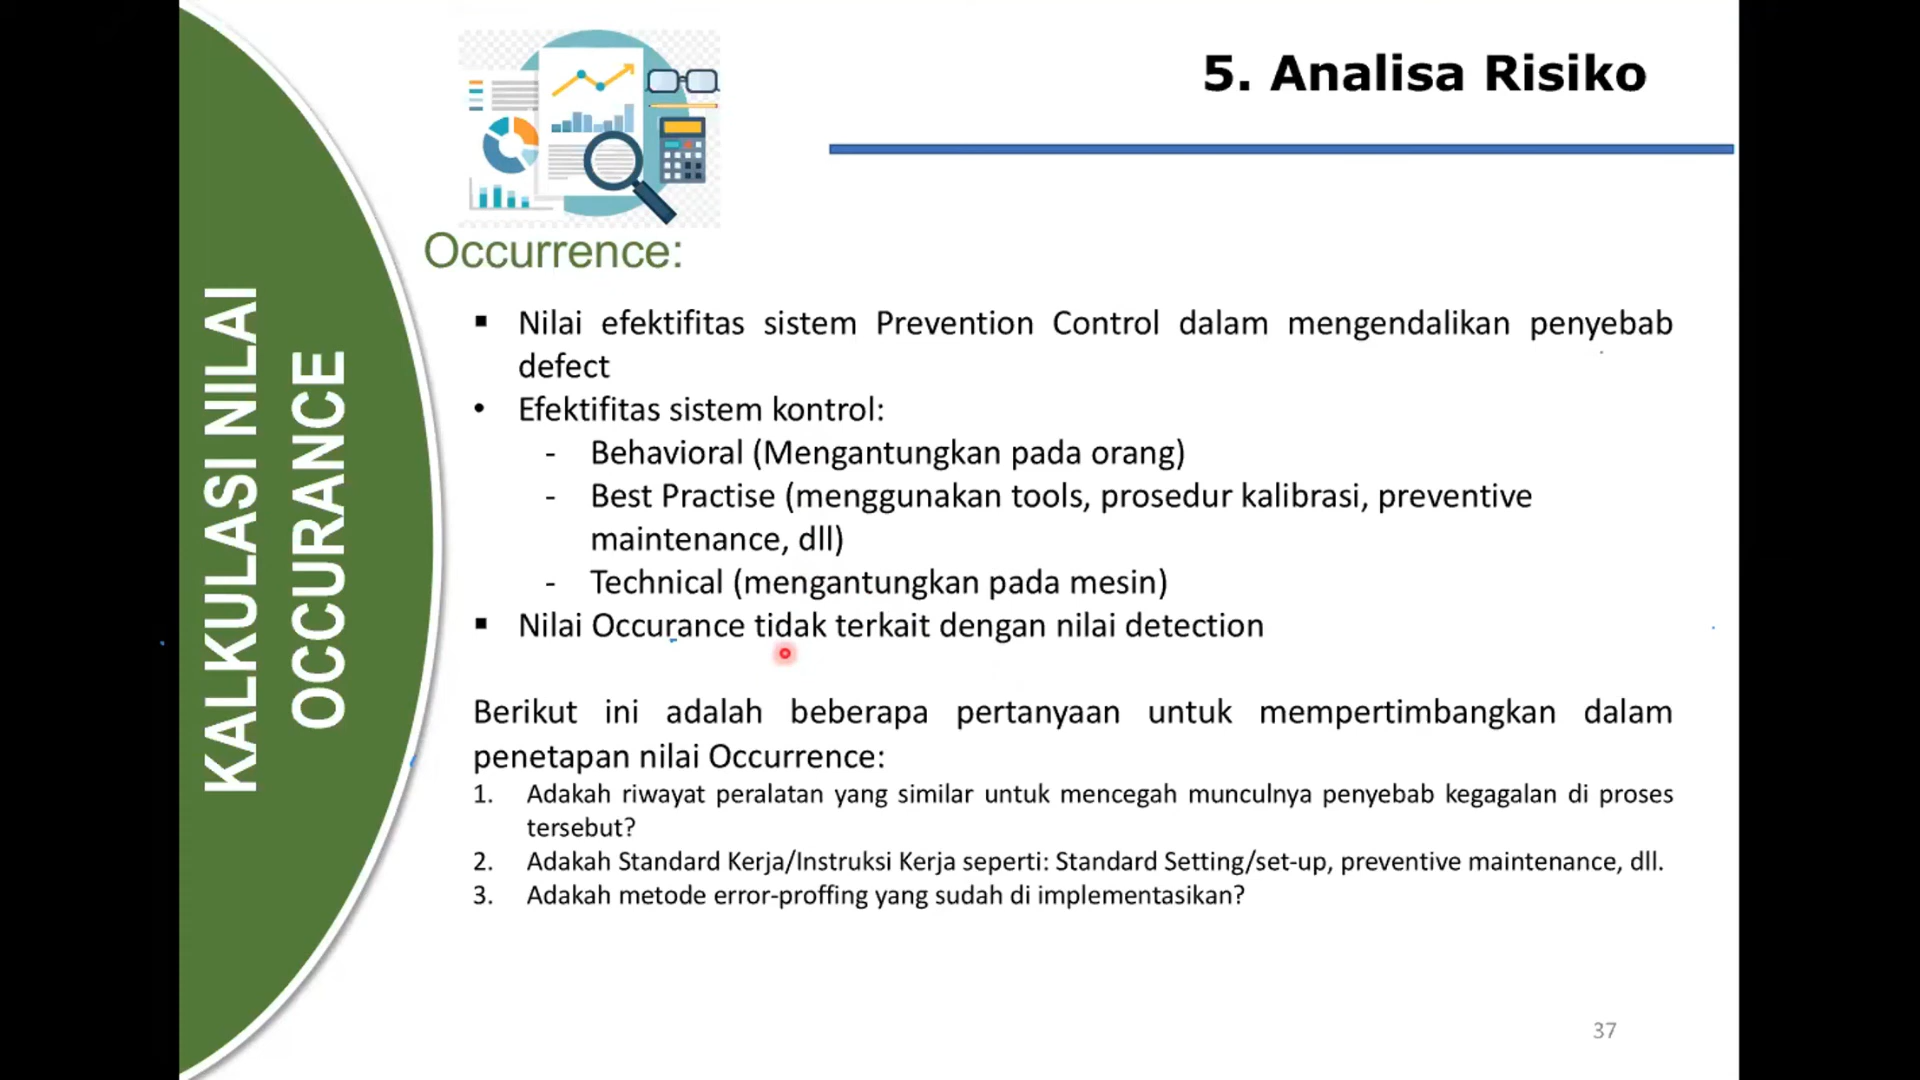 5. Analisa Risiko
KALKULASI NILAI
OCCURANCE
Occurrence:
▪ Nilai efektifitas sistem Prevention Control dalam mengendalikan penyebab
defect
• Efektifitas sistem kontrol:
- Behavioral (Mengantungkan pada orang)
- Best Practise (menggunakan tools, prosedur kalibrasi, preventive
maintenance, dll)
- Technical (mengantungkan pada mesin)
▪ Nilai Occurance tidak terkait dengan nilai detection
Berikut ini adalah beberapa pertanyaan untuk mempertimbangkan dalam
penetapan nilai Occurrence:
1. Adakah riwayat peralatan yang similar untuk mencegah munculnya penyebab kegagalan di proses
tersebut?
2. Adakah Standard Kerja/Instruksi Kerja seperti: Standard Setting/set-up, preventive maintenance, dll.
3. Adakah metode error-proffing yang sudah di implementasikan?
37